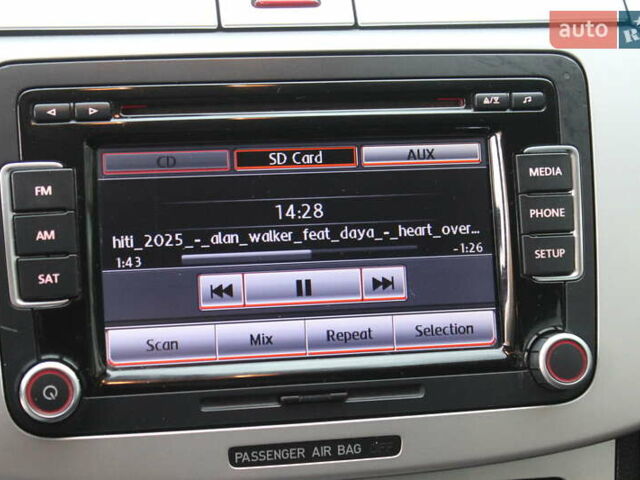 auto
CD
SD Card
AUX
FM
AM
SAT
MEDIA
PHONE
SETUP
14:28
hiti_2025_-_alan_walker_feat_daya_-_heart_over...
1:43
-1:26
Scan
Mix
Repeat
Selection
PASSENGER AIR BAG OFF